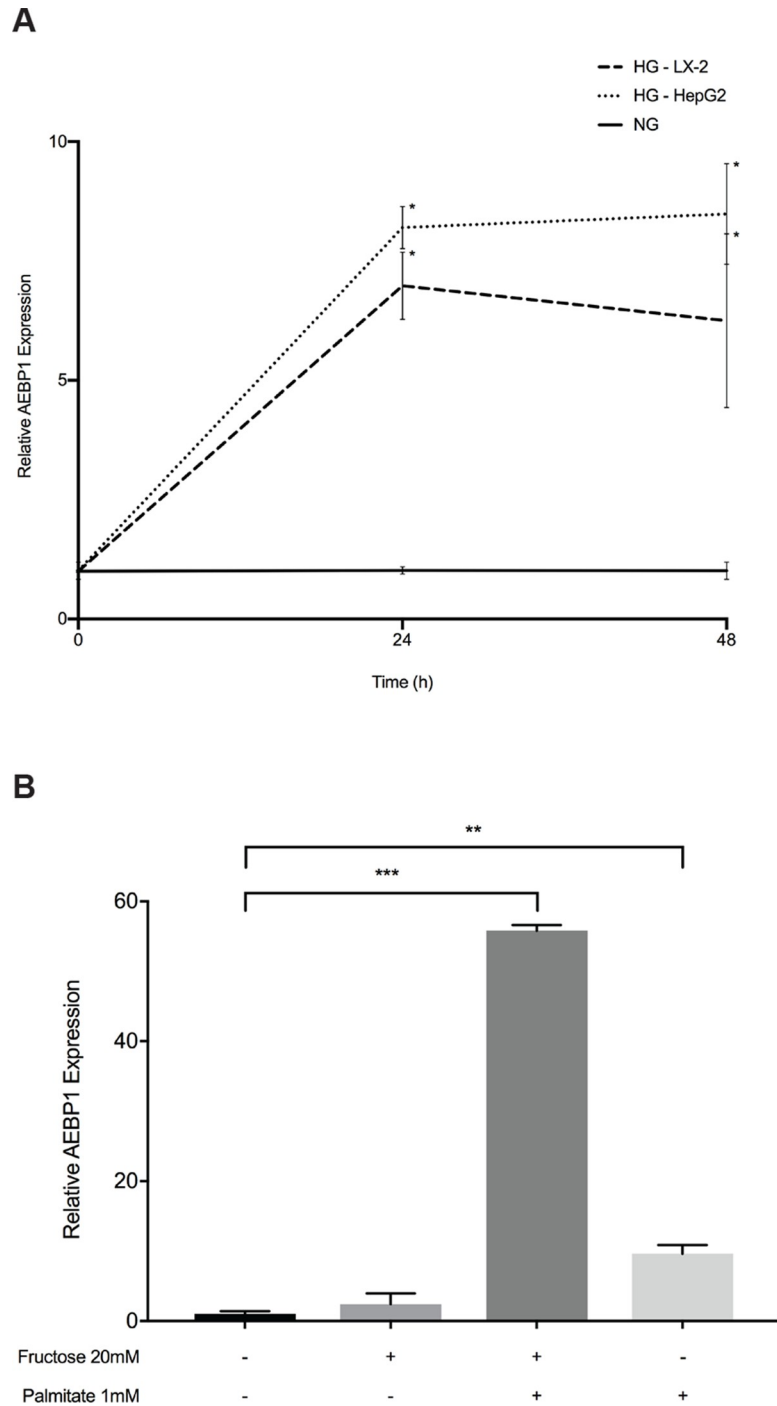 A
HG - LX-2
HG - HepG2
NG
10
5
0
Relative AEBP1 Expression
*
*
*
*
0
24
48
Time (h)
B
**
***
60
40
20
0
Relative AEBP1 Expression
Fructose 20mM - + + -
Palmitate 1mM - - + +